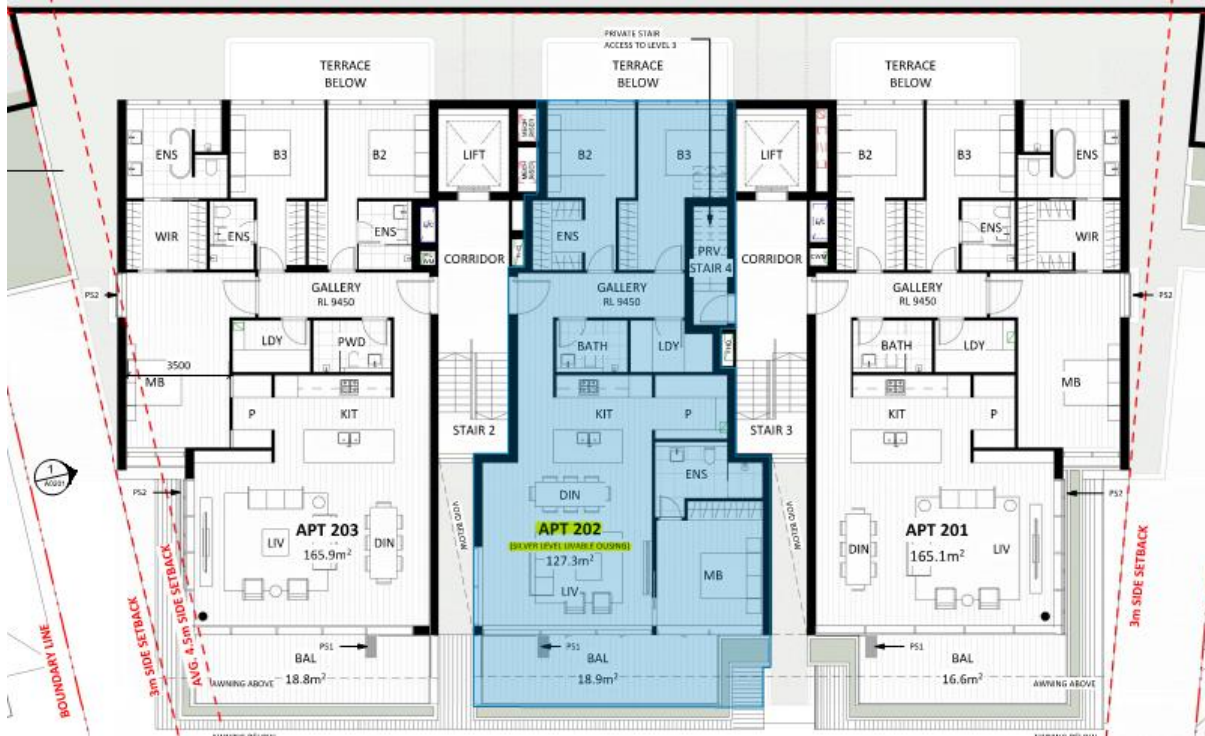 PRIVATE STAIR
ACCESS TO LEVEL 3
TERRACE
BELOW
TERRACE
BELOW
TERRACE
BELOW
ENS
B3
B2
LIFT
B2
B3
LIFT
B2
B3
ENS
WIR
ENS
ENS
CORRIDOR
ENS
PRV.
STAIR 4
CORRIDOR
ENS
WIR
PS2
GALLERY
RL 9450
GALLERY
RL 9450
GALLERY
RL 9450
PS2
LDY
PWD
BATH
LDY
BATH
LDY
3500
MB
P
KIT
KIT
P
KIT
P
MB
STAIR 2
STAIR 3
1
A0201
PS2
ENS
PS2
DIN
APT 203
165.9m²
LIV
DIN
VOID BELOW
APT 202
[SILVER LEVEL LIVABLE OUSING]
127.3m²
LIV
MB
VOID BELOW
APT 201
165.1m²
DIN
LIV
BOUNDARY LINE
3m SIDE SETBACK
AVG. 4.5m SIDE SETBACK
3m SIDE SETBACK
PS1
PS1
PS1
BAL
18.8m²
AWNING ABOVE
BAL
18.9m²
BAL
16.6m²
AWNING ABOVE